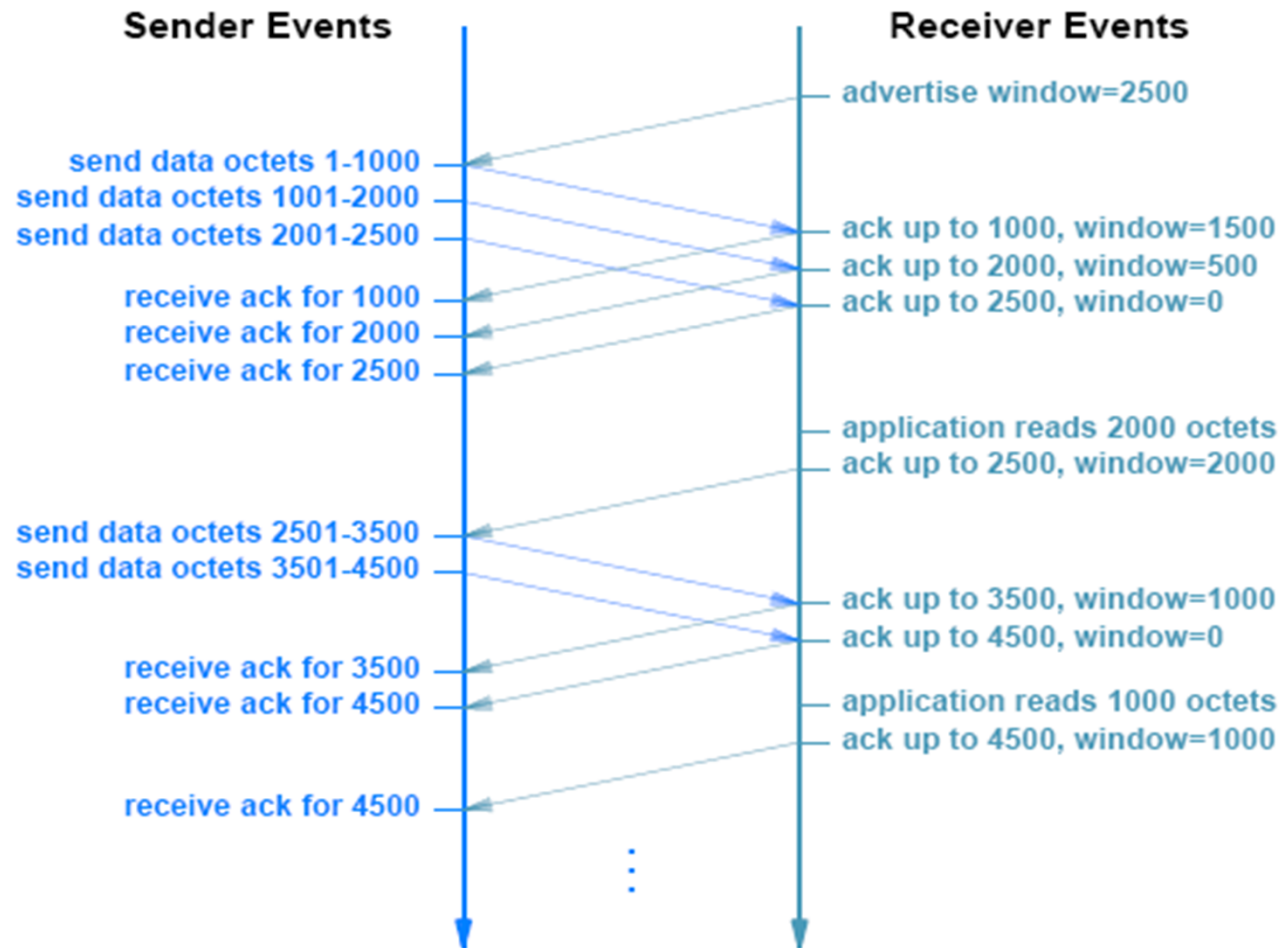 Sender Events
Receiver Events
advertise window=2500
send data octets 1-1000
send data octets 1001-2000
send data octets 2001-2500
ack up to 1000, window=1500
ack up to 2000, window=500
ack up to 2500, window=0
receive ack for 1000
receive ack for 2000
receive ack for 2500
application reads 2000 octets
ack up to 2500, window=2000
send data octets 2501-3500
send data octets 3501-4500
ack up to 3500, window=1000
ack up to 4500, window=0
receive ack for 3500
receive ack for 4500
application reads 1000 octets
ack up to 4500, window=1000
receive ack for 4500